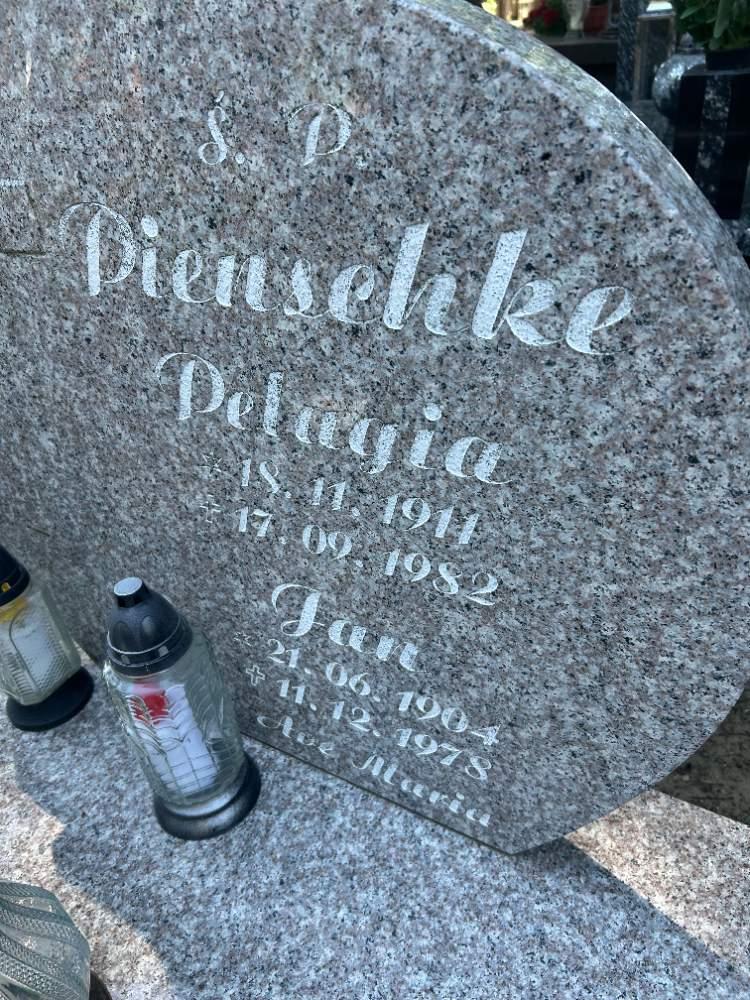 Ś. P.
Pienschke
Pelagia
* 18. 11. 1911
✝ 17. 09. 1982
Jan
* 21. 06. 1904
✝ 11. 12. 1978
Ave Maria